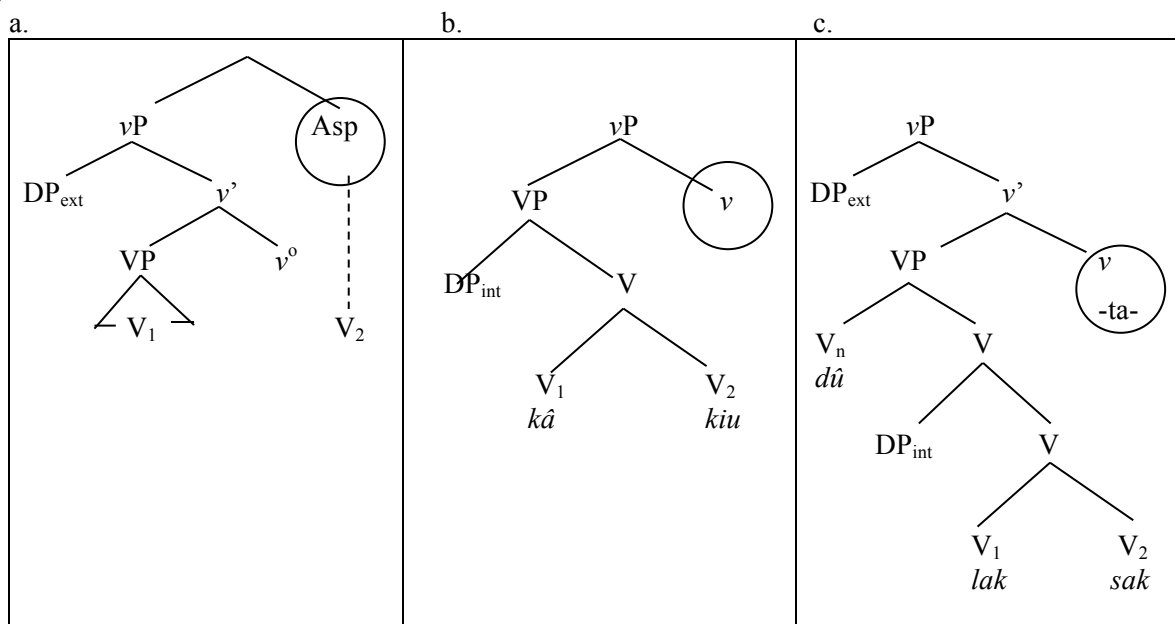 a. b. c.
Asp
vP vP vP
DPext v’ VP v DPext v’
VP vº DPint V VP v
-ta-
V1 V2 Vn V
dû
V1 V2
kâ kiu
DPint V
V1 V2
lak sak